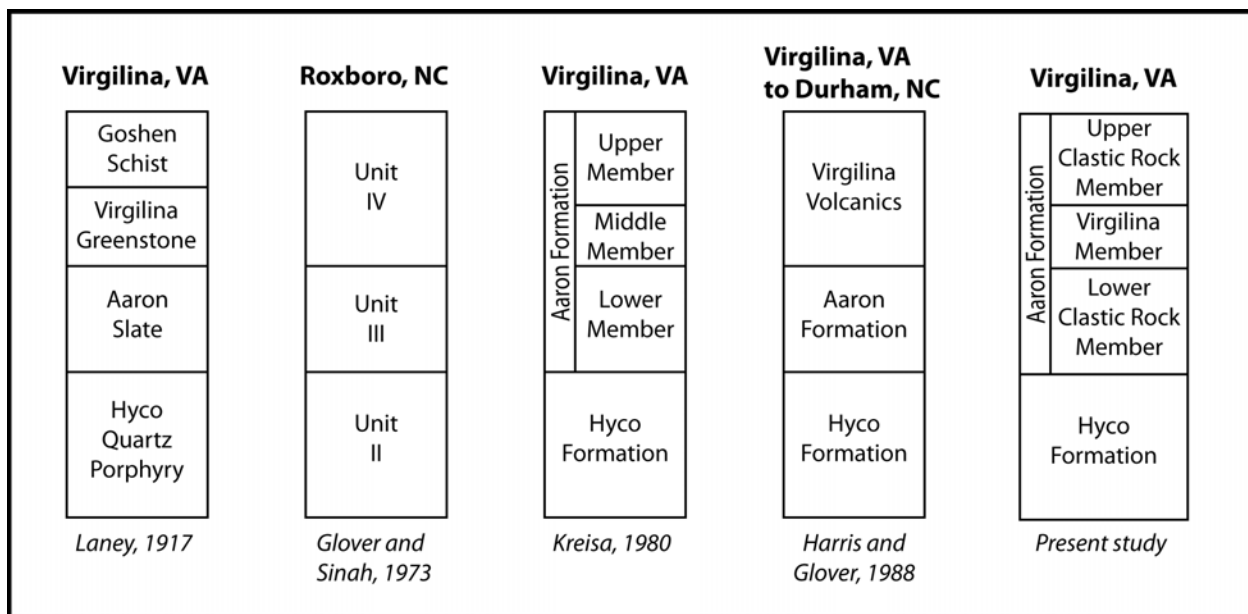 Virgilina, VA
Goshen
Schist
Virgilina
Greenstone
Aaron
Slate
Hyco
Quartz
Porphyry
Laney, 1917
Roxboro, NC
Unit
IV
Unit
III
Unit
II
Glover and
Sinah, 1973
Virgilina, VA
Aaron Formation
Upper
Member
Middle
Member
Lower
Member
Hyco
Formation
Kreisa, 1980
Virgilina, VA
to Durham, NC
Virgilina
Volcanics
Aaron
Formation
Hyco
Formation
Harris and
Glover, 1988
Virgilina, VA
Aaron Formation
Upper
Clastic Rock
Member
Virgilina
Member
Lower
Clastic Rock
Member
Hyco
Formation
Present study